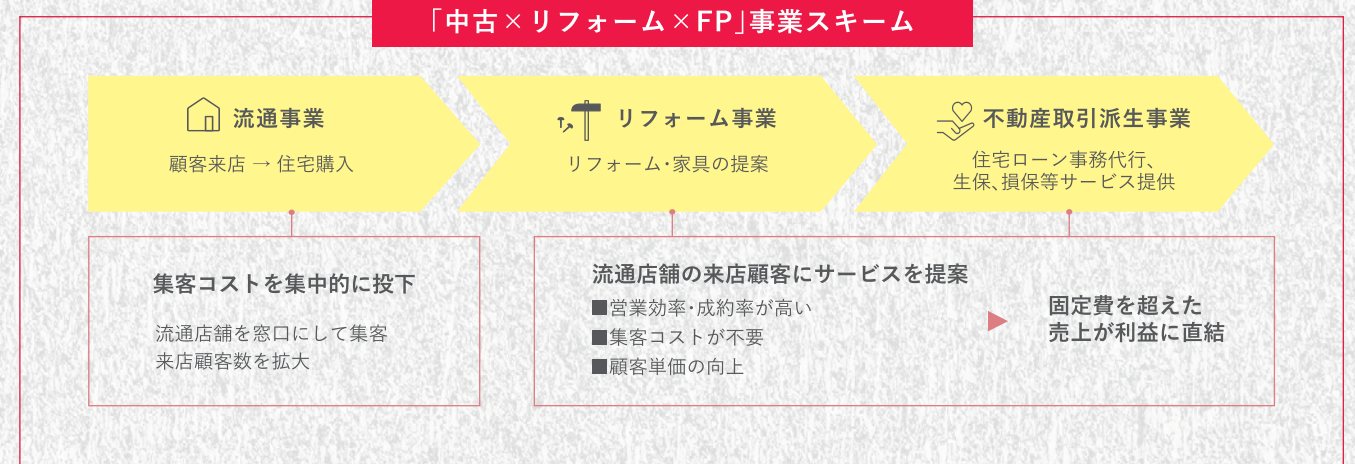 「中古×リフォーム×FP」事業スキーム
流通事業
顧客来店 → 住宅購入
リフォーム事業
リフォーム・家具の提案
不動産取引派生事業
住宅ローン事務代行、
生保、損保等サービス提供
集客コストを集中的に投下
流通店舗を窓口にして集客
来店顧客数を拡大
流通店舗の来店顧客にサービスを提案
■営業効率・成約率が高い
■集客コストが不要
■顧客単価の向上
固定費を超えた
売上が利益に直結